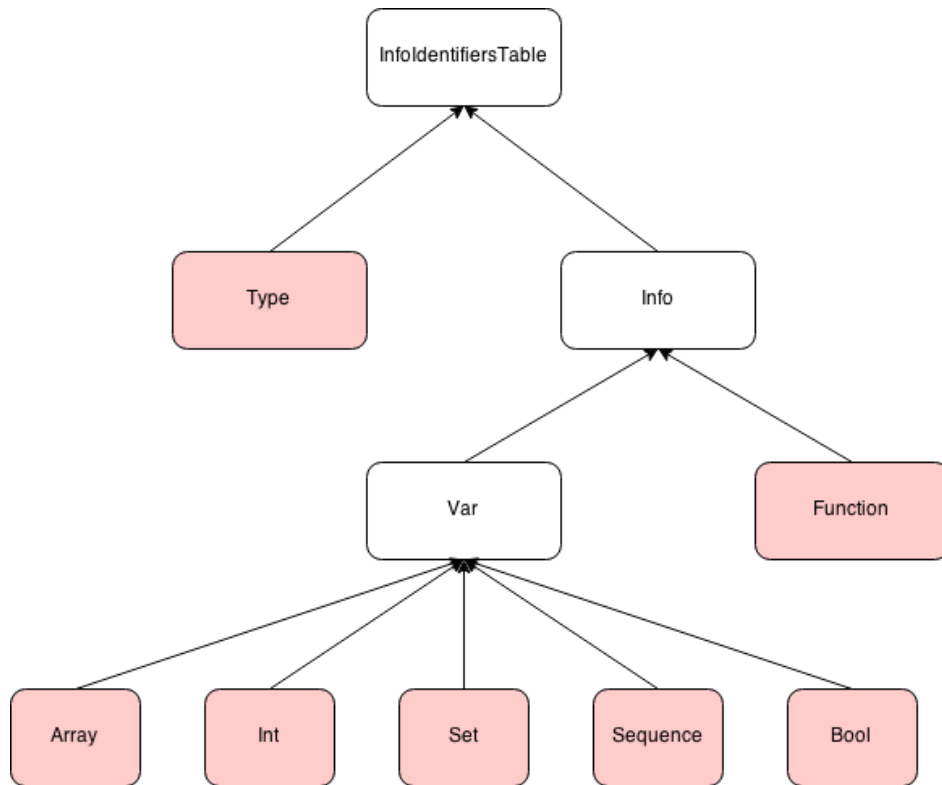 InfoIdentifiersTable
Type
Info
Var
Function
Array
Int
Set
Sequence
Bool